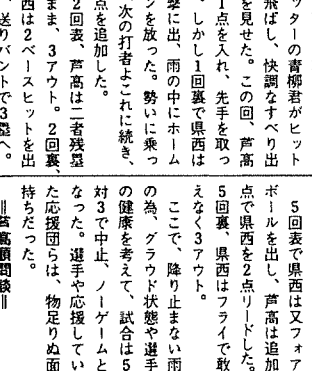 ッターの青柳君がヒット
飛ばし、快調なすべり出
を見せた。この回、芦高
1点を入れ、先手を取っ
。しかし1回裏で県西は
撃に出、雨の中にホーム
ンを放った。勢いに乗っ
次の打者よこれに続き、
点を追加した。
2回表、芦高は二者残塁
まま、3アウト。2回裏、
西は2ベースヒットを出
、送りバントで3塁へ。
5回表で県西は又フォア
ボールを出し、芦高は追加
点で県西を2点リードした。
5回裏、県西はフライで敢
えなく3アウト。
ここで、降り止まない雨
の為、グラウド状態や選手
の健康を考えて、試合は5
対3で中止、ノーゲームと
なった。選手や応援してい
た応援団らは、物足りぬ面
持ちだった。
＝芦高顧問談＝